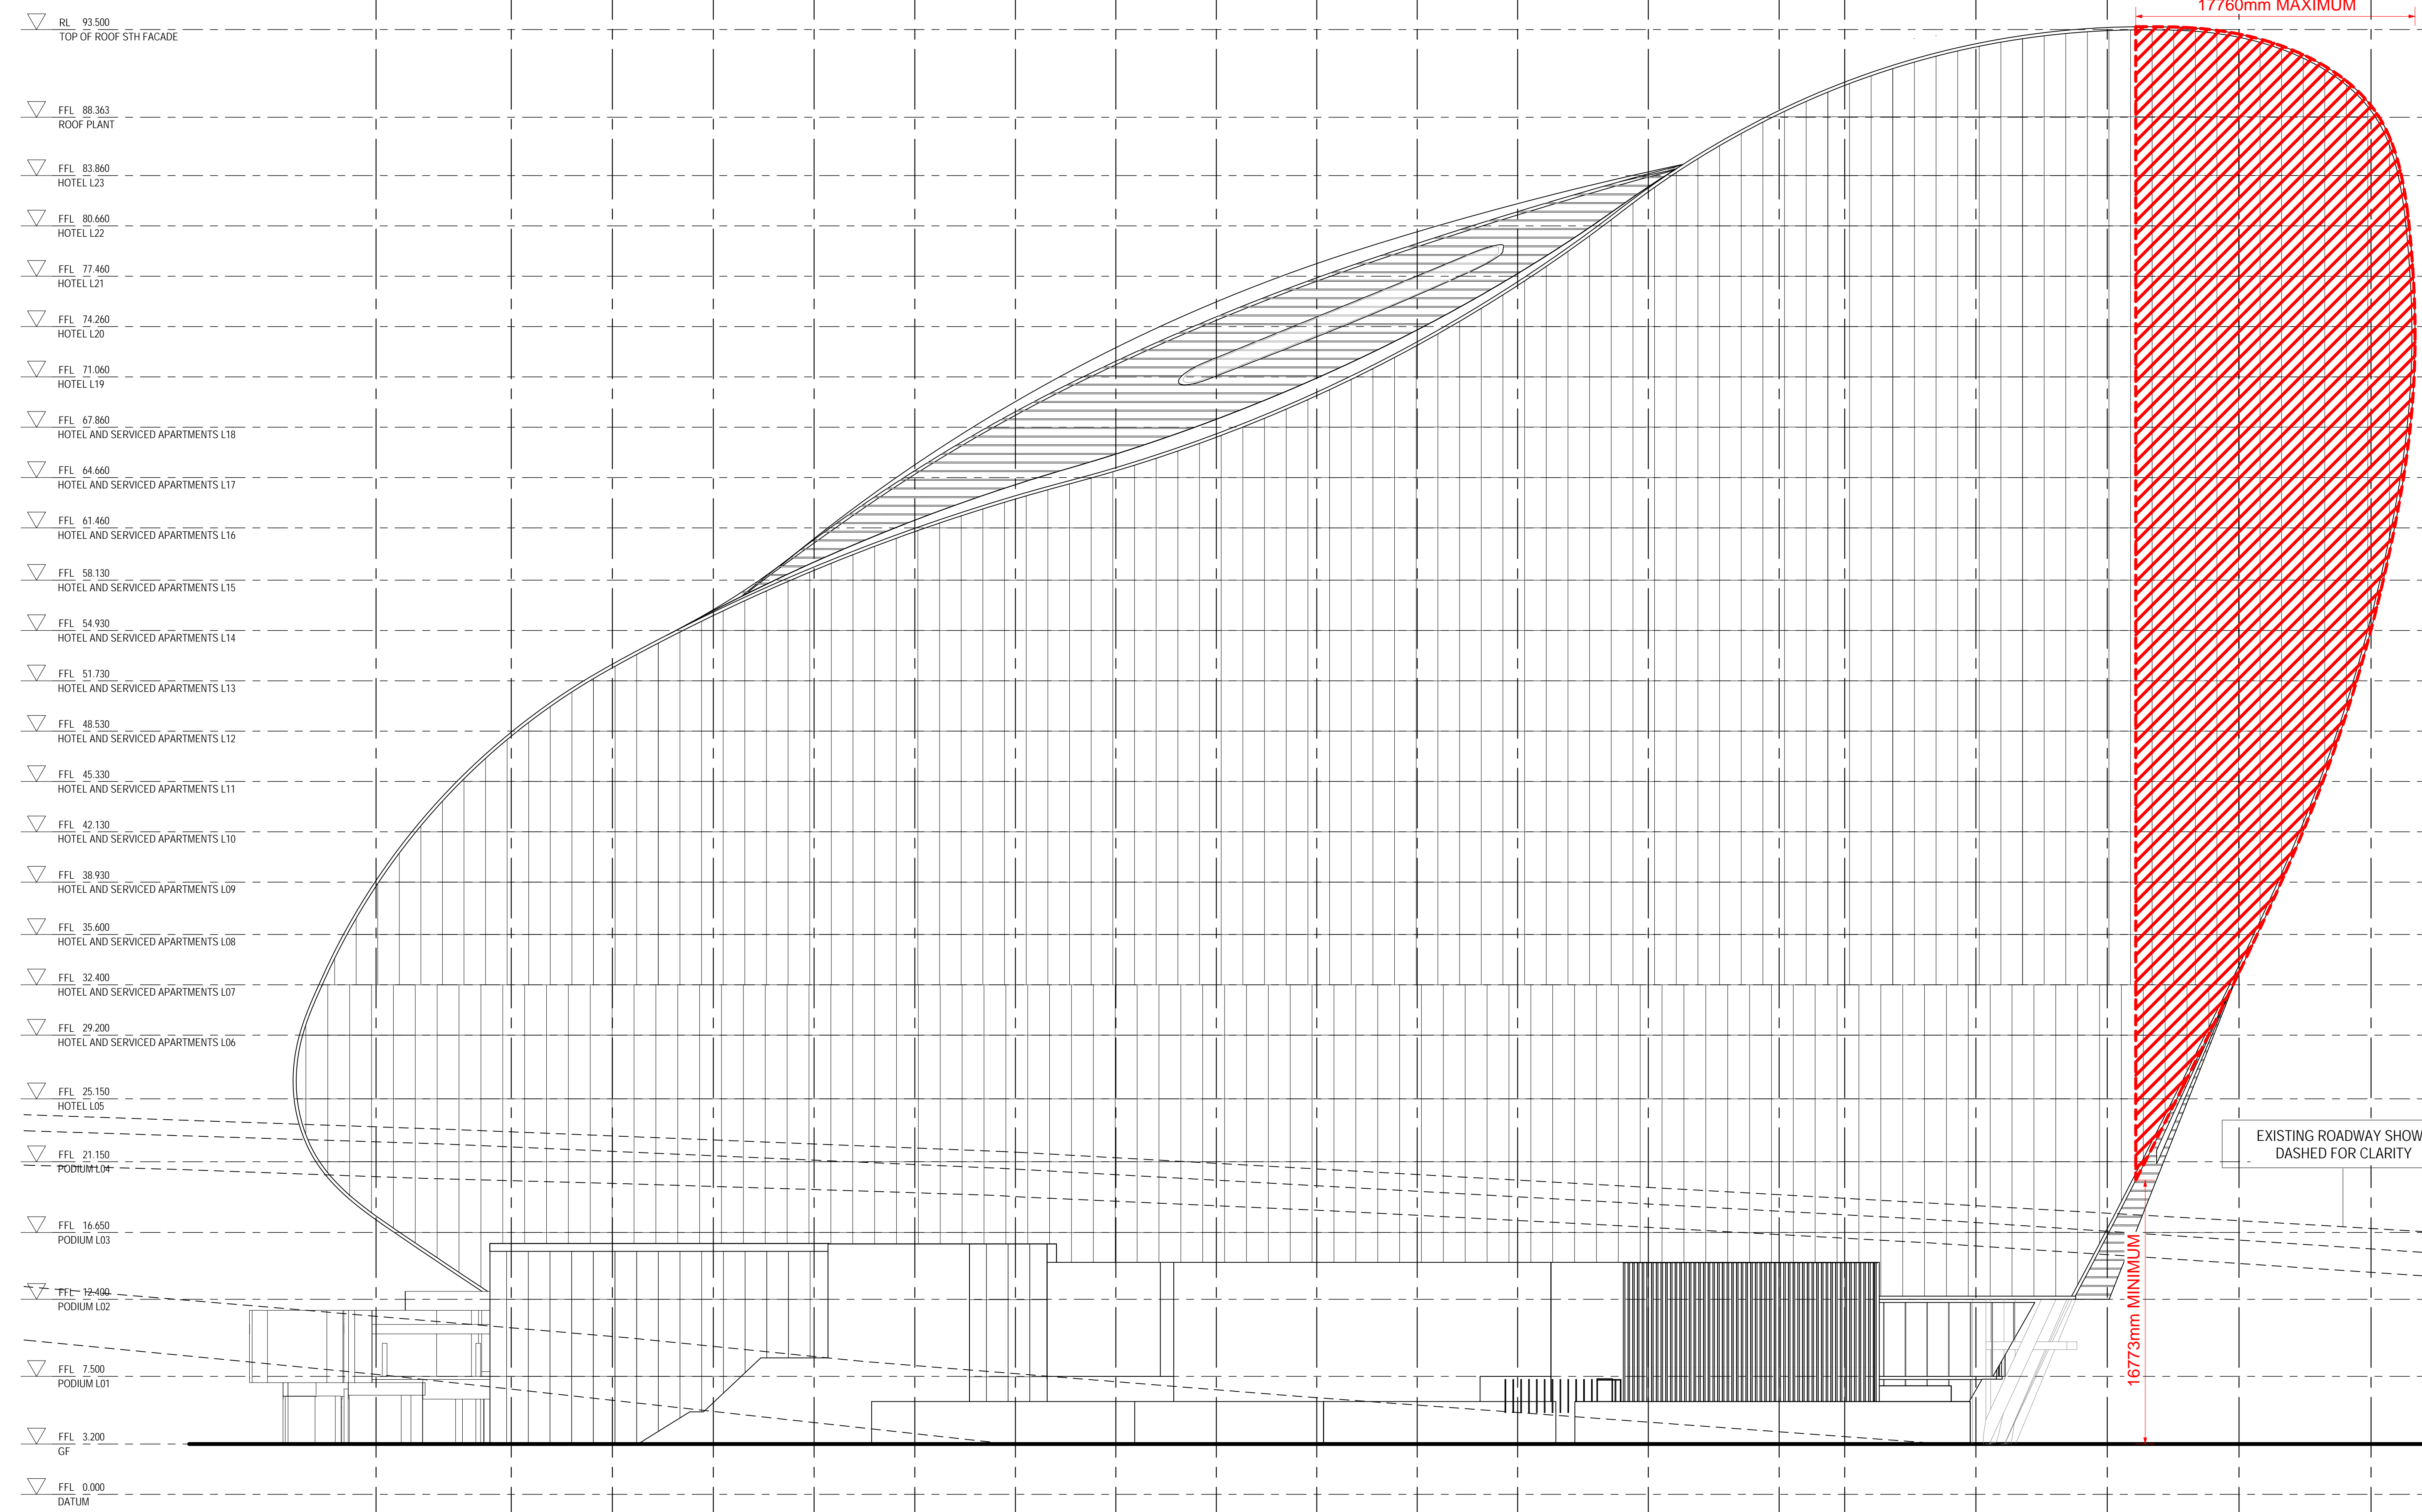 17760mm MAXIMUM
RL 93.500
TOP OF ROOF STH FACADE
FFL 88.363
ROOF PLANT
FFL 83.860
HOTEL L23
FFL 80.660
HOTEL L22
FFL 77.460
HOTEL L21
FFL 74.260
HOTEL L20
FFL 71.060
HOTEL L19
FFL 67.860
HOTEL AND SERVICED APARTMENTS L18
FFL 64.660
HOTEL AND SERVICED APARTMENTS L17
FFL 61.460
HOTEL AND SERVICED APARTMENTS L16
FFL 58.130
HOTEL AND SERVICED APARTMENTS L15
FFL 54.930
HOTEL AND SERVICED APARTMENTS L14
FFL 51.730
HOTEL AND SERVICED APARTMENTS L13
FFL 48.530
HOTEL AND SERVICED APARTMENTS L12
FFL 45.330
HOTEL AND SERVICED APARTMENTS L11
FFL 42.130
HOTEL AND SERVICED APARTMENTS L10
FFL 38.930
HOTEL AND SERVICED APARTMENTS L09
FFL 35.600
HOTEL AND SERVICED APARTMENTS L08
FFL 32.400
HOTEL AND SERVICED APARTMENTS L07
FFL 29.200
HOTEL AND SERVICED APARTMENTS L06
FFL 25.150
HOTEL L05
FFL 21.150
PODIUM L04
EXISTING ROADWAY SHOW
DASHED FOR CLARITY
FFL 16.650
PODIUM L03
FFL 12.400
PODIUM L02
16773mm MINIMUM
FFL 7.500
PODIUM L01
FFL 3.200
GF
FFL 0.000
DATUM